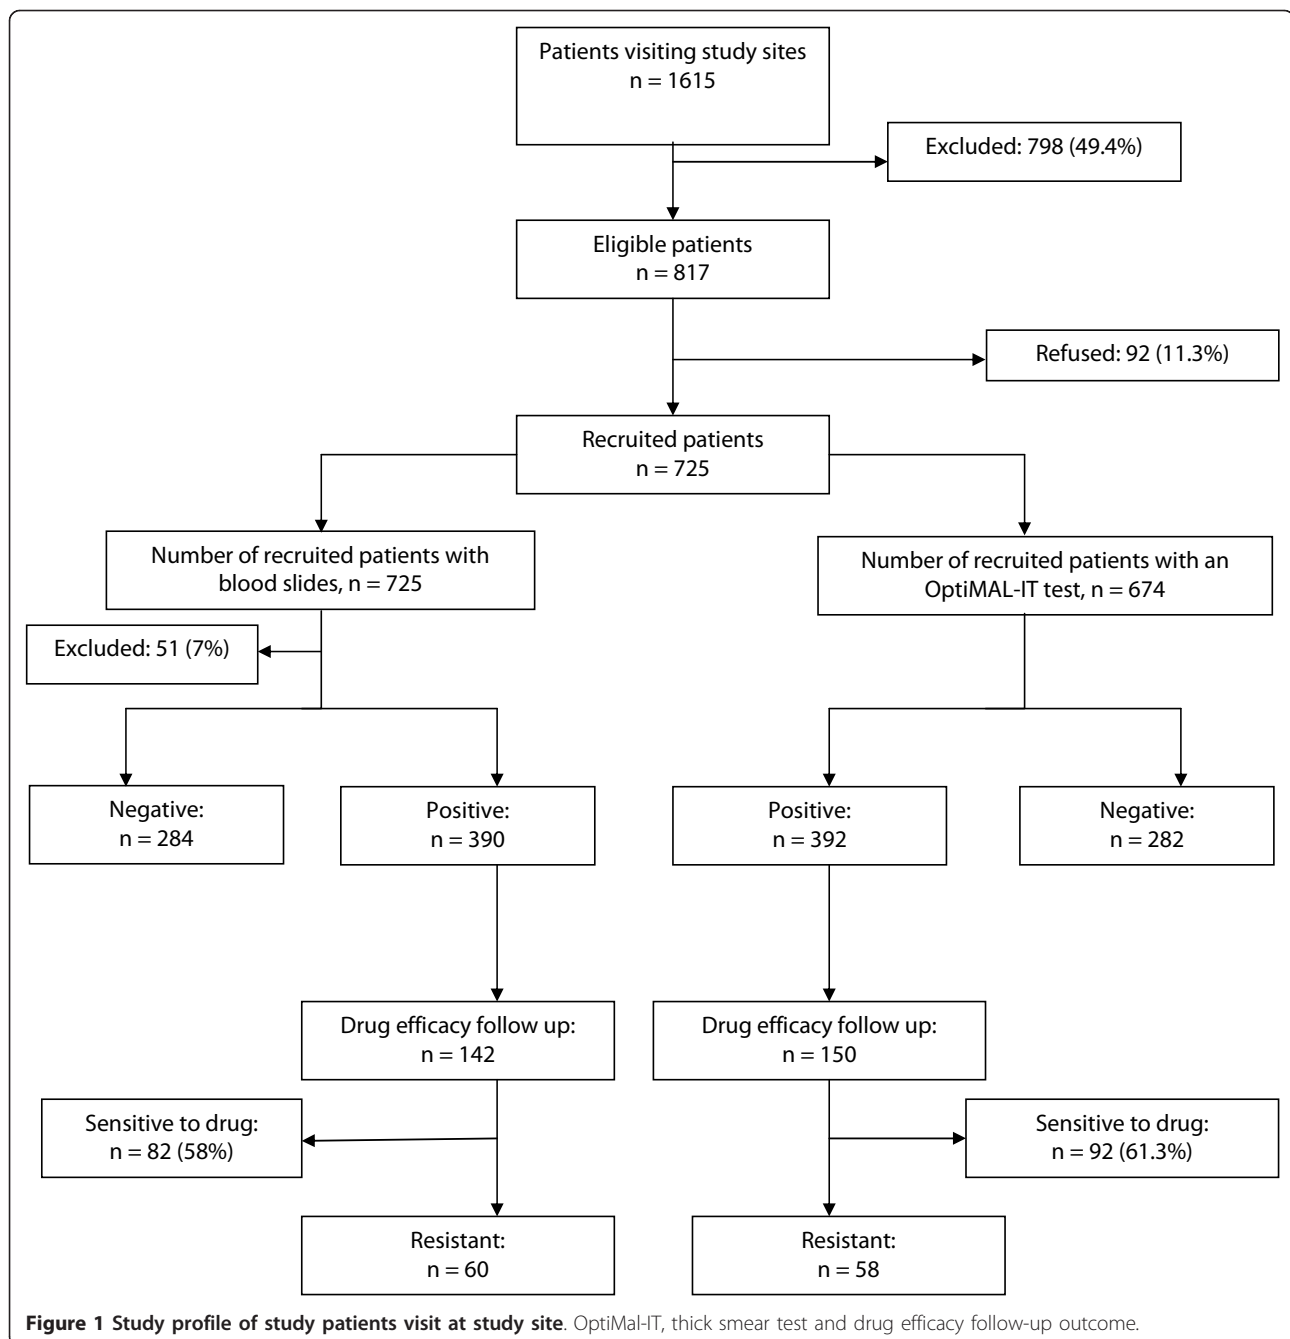 Patients visiting study sites
n = 1615
Excluded: 798 (49.4%)
Eligible patients
n = 817
Refused: 92 (11.3%)
Recruited patients
n = 725
Number of recruited patients with
blood slides, n = 725
Number of recruited patients with an
OptiMAL-IT test, n = 674
Excluded: 51 (7%)
Negative:
n = 284
Positive:
n = 390
Positive:
n = 392
Negative:
n = 282
Drug efficacy follow up:
n = 142
Drug efficacy follow up:
n = 150
Sensitive to drug:
n = 82 (58%)
Sensitive to drug:
n = 92 (61.3%)
Resistant:
n = 60
Resistant:
n = 58
Figure 1 Study profile of study patients visit at study site. OptiMal-IT, thick smear test and drug efficacy follow-up outcome.